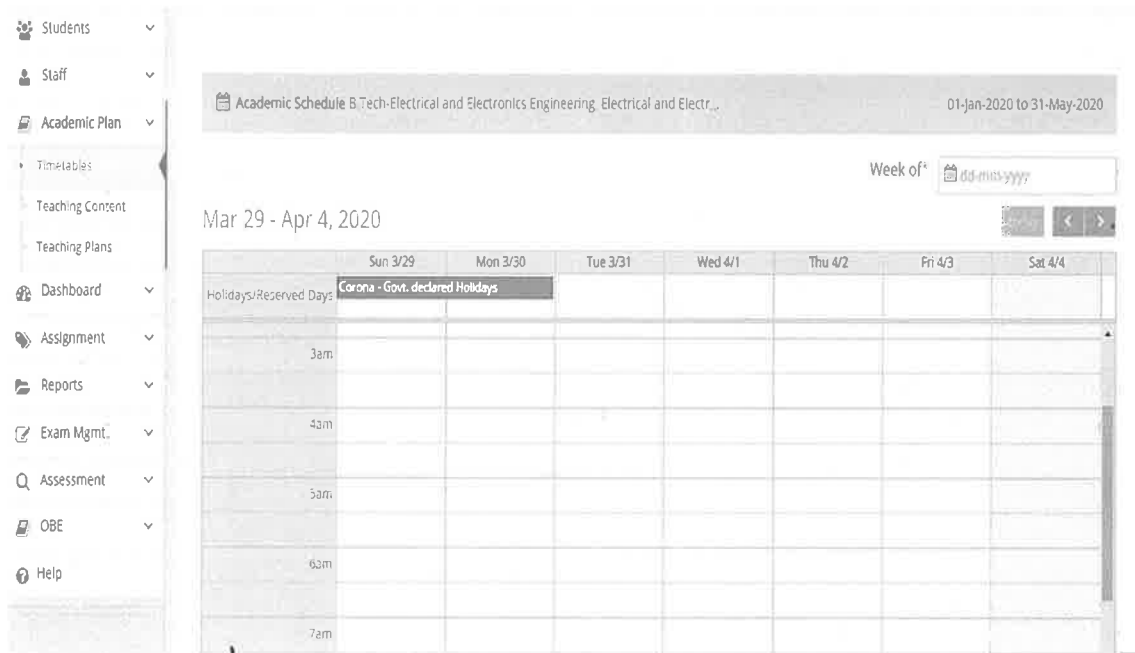 Students
Staff
Academic Plan
Timetables
Teaching Content
Teaching Plans
Dashboard
Assignment
Reports
Exam Mgmt.
Assessment
OBE
Help
Academic Schedule B.Tech-Electrical and Electronics Engineering, Electrical and Electr...
01-Jan-2020 to 31-May-2020
Week of*
dd-mm-yyyy
Mar 29 - Apr 4, 2020
today < >
Sun 3/29 Mon 3/30 Tue 3/31 Wed 4/1 Thu 4/2 Fri 4/3 Sat 4/4
Holidays/Reserved Days Corona - Govt. declared Holidays
3am
4am
5am
6am
7am